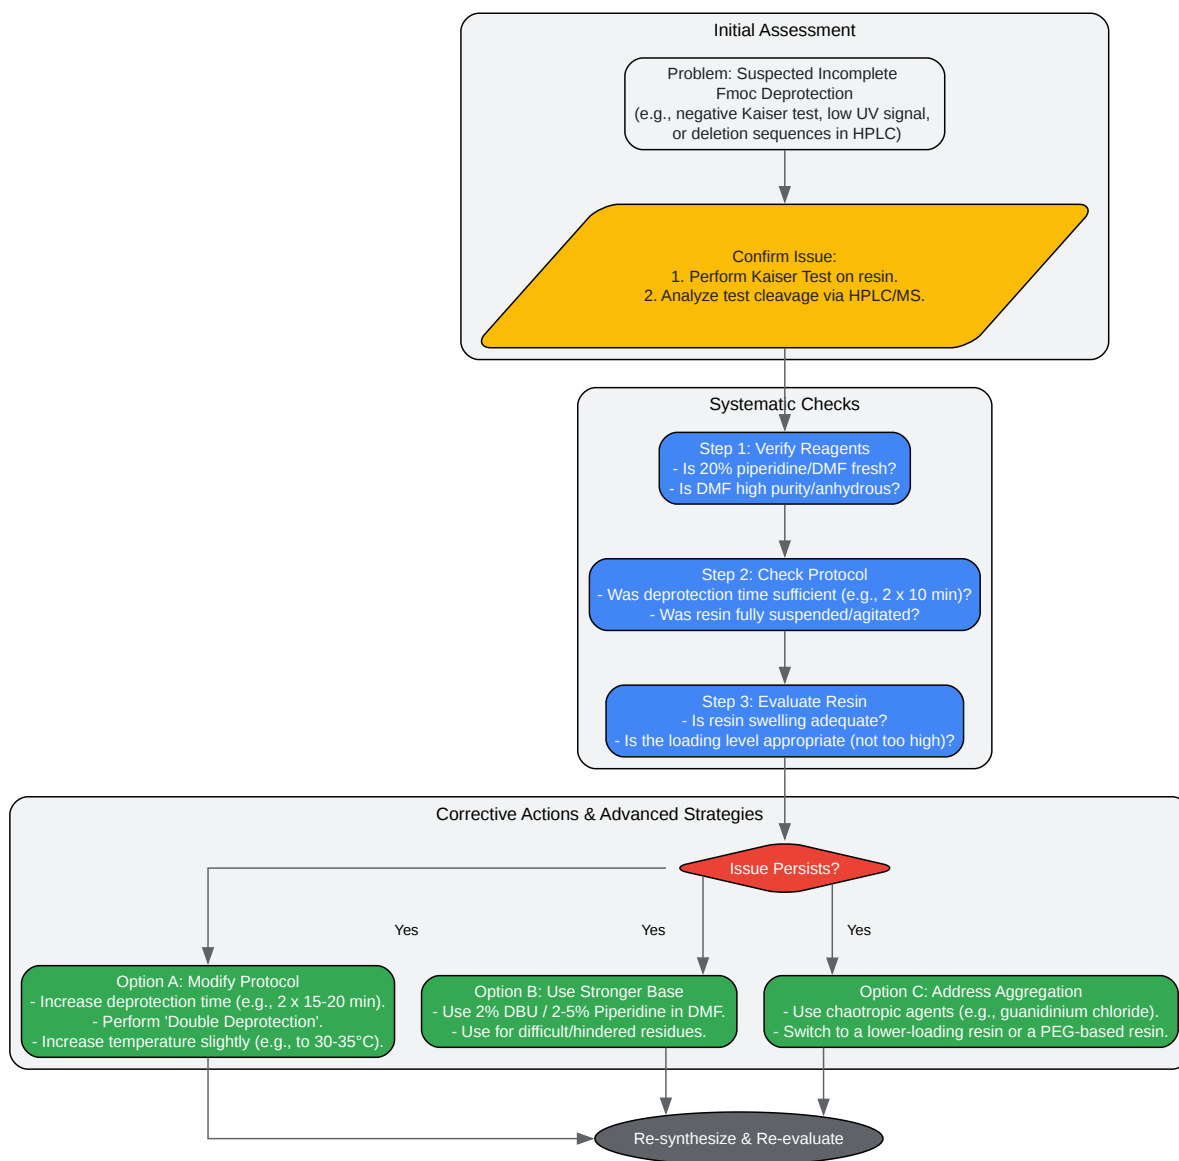 Initial Assessment
Problem: Suspected Incomplete
Fmoc Deprotection
(e.g., negative Kaiser test, low UV signal,
or deletion sequences in HPLC)
Confirm Issue:
1. Perform Kaiser Test on resin.
2. Analyze test cleavage via HPLC/MS.
Systematic Checks
Step 1: Verify Reagents
- Is 20% piperidine/DMF fresh?
- Is DMF high purity/anhydrous?
Step 2: Check Protocol
- Was deprotection time sufficient (e.g., 2 x 10 min)?
- Was resin fully suspended/agitated?
Step 3: Evaluate Resin
- Is resin swelling adequate?
- Is the loading level appropriate (not too high)?
Corrective Actions & Advanced Strategies
Issue Persists?
Yes
Yes
Yes
Option A: Modify Protocol
- Increase deprotection time (e.g., 2 x 15-20 min).
- Perform 'Double Deprotection'.
- Increase temperature slightly (e.g., to 30-35°C).
Option B: Use Stronger Base
- Use 2% DBU / 2-5% Piperidine in DMF.
- Use for difficult/hindered residues.
Option C: Address Aggregation
- Use chaotropic agents (e.g., guanidinium chloride).
- Switch to a lower-loading resin or a PEG-based resin.
Re-synthesize & Re-evaluate